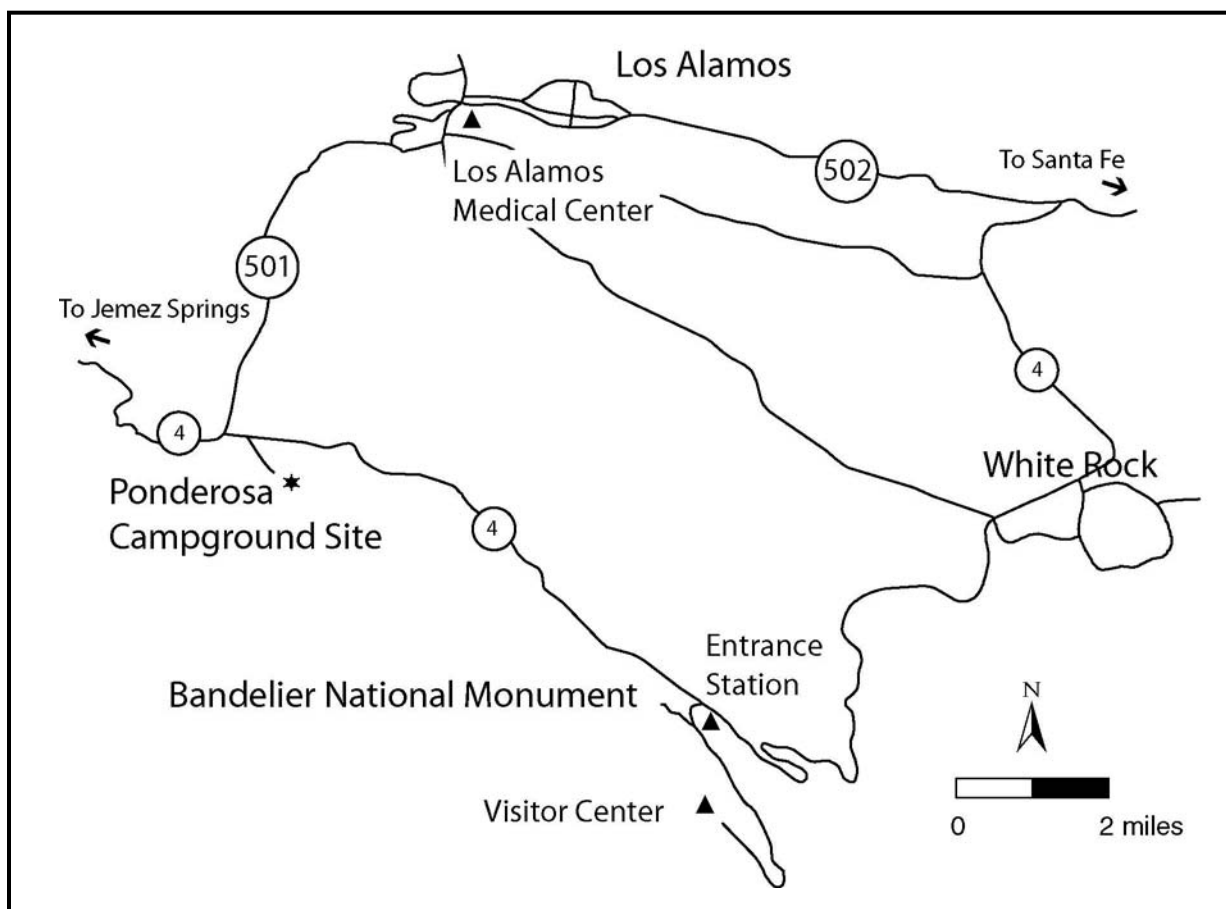 Los Alamos
Los Alamos
Medical Center
502
To Santa Fe
501
To Jemez Springs
4
4
White Rock
Ponderosa
Campground Site
4
Entrance
Station
Bandelier National Monument
Visitor Center
N
0 2 miles